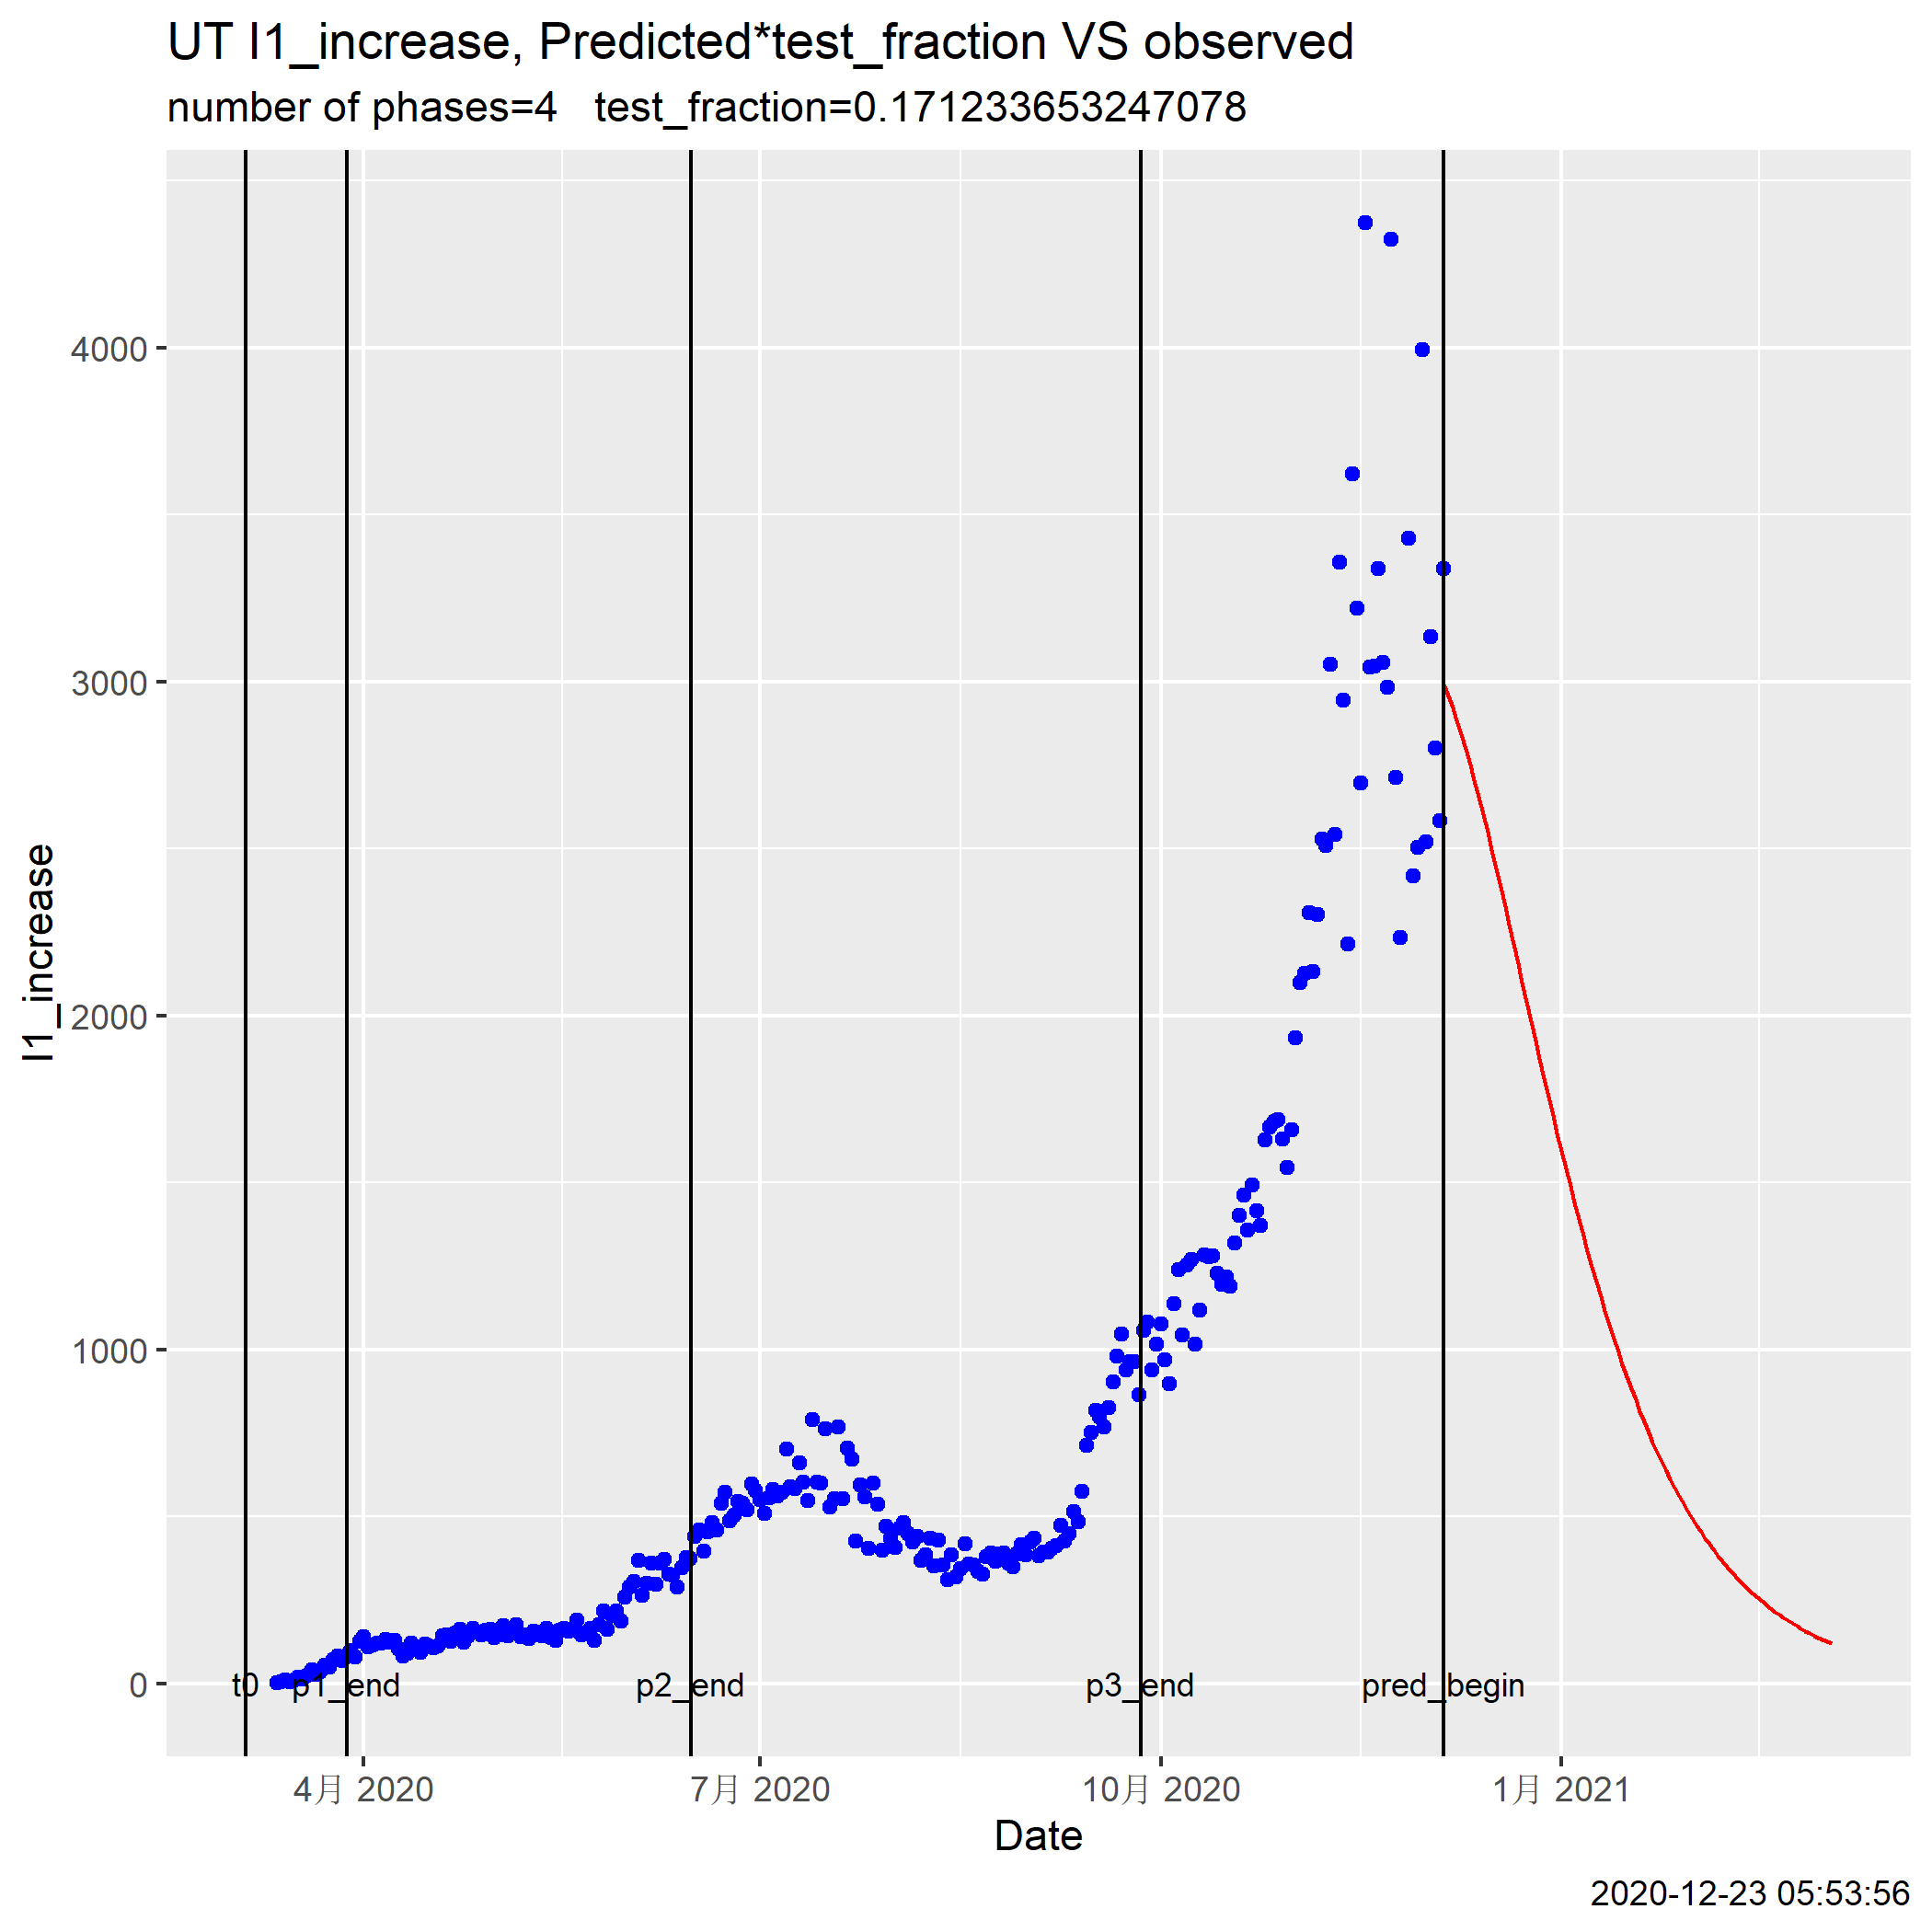 UT I1_increase, Predicted*test_fraction VS observed
number of phases=4   test_fraction=0.171233653247078
I1_increase
4000
3000
2000
1000
0
t0
p1_end
p2_end
p3_end
pred_begin
4月 2020
7月 2020
10月 2020
1月 2021
Date
2020-12-23 05:53:56